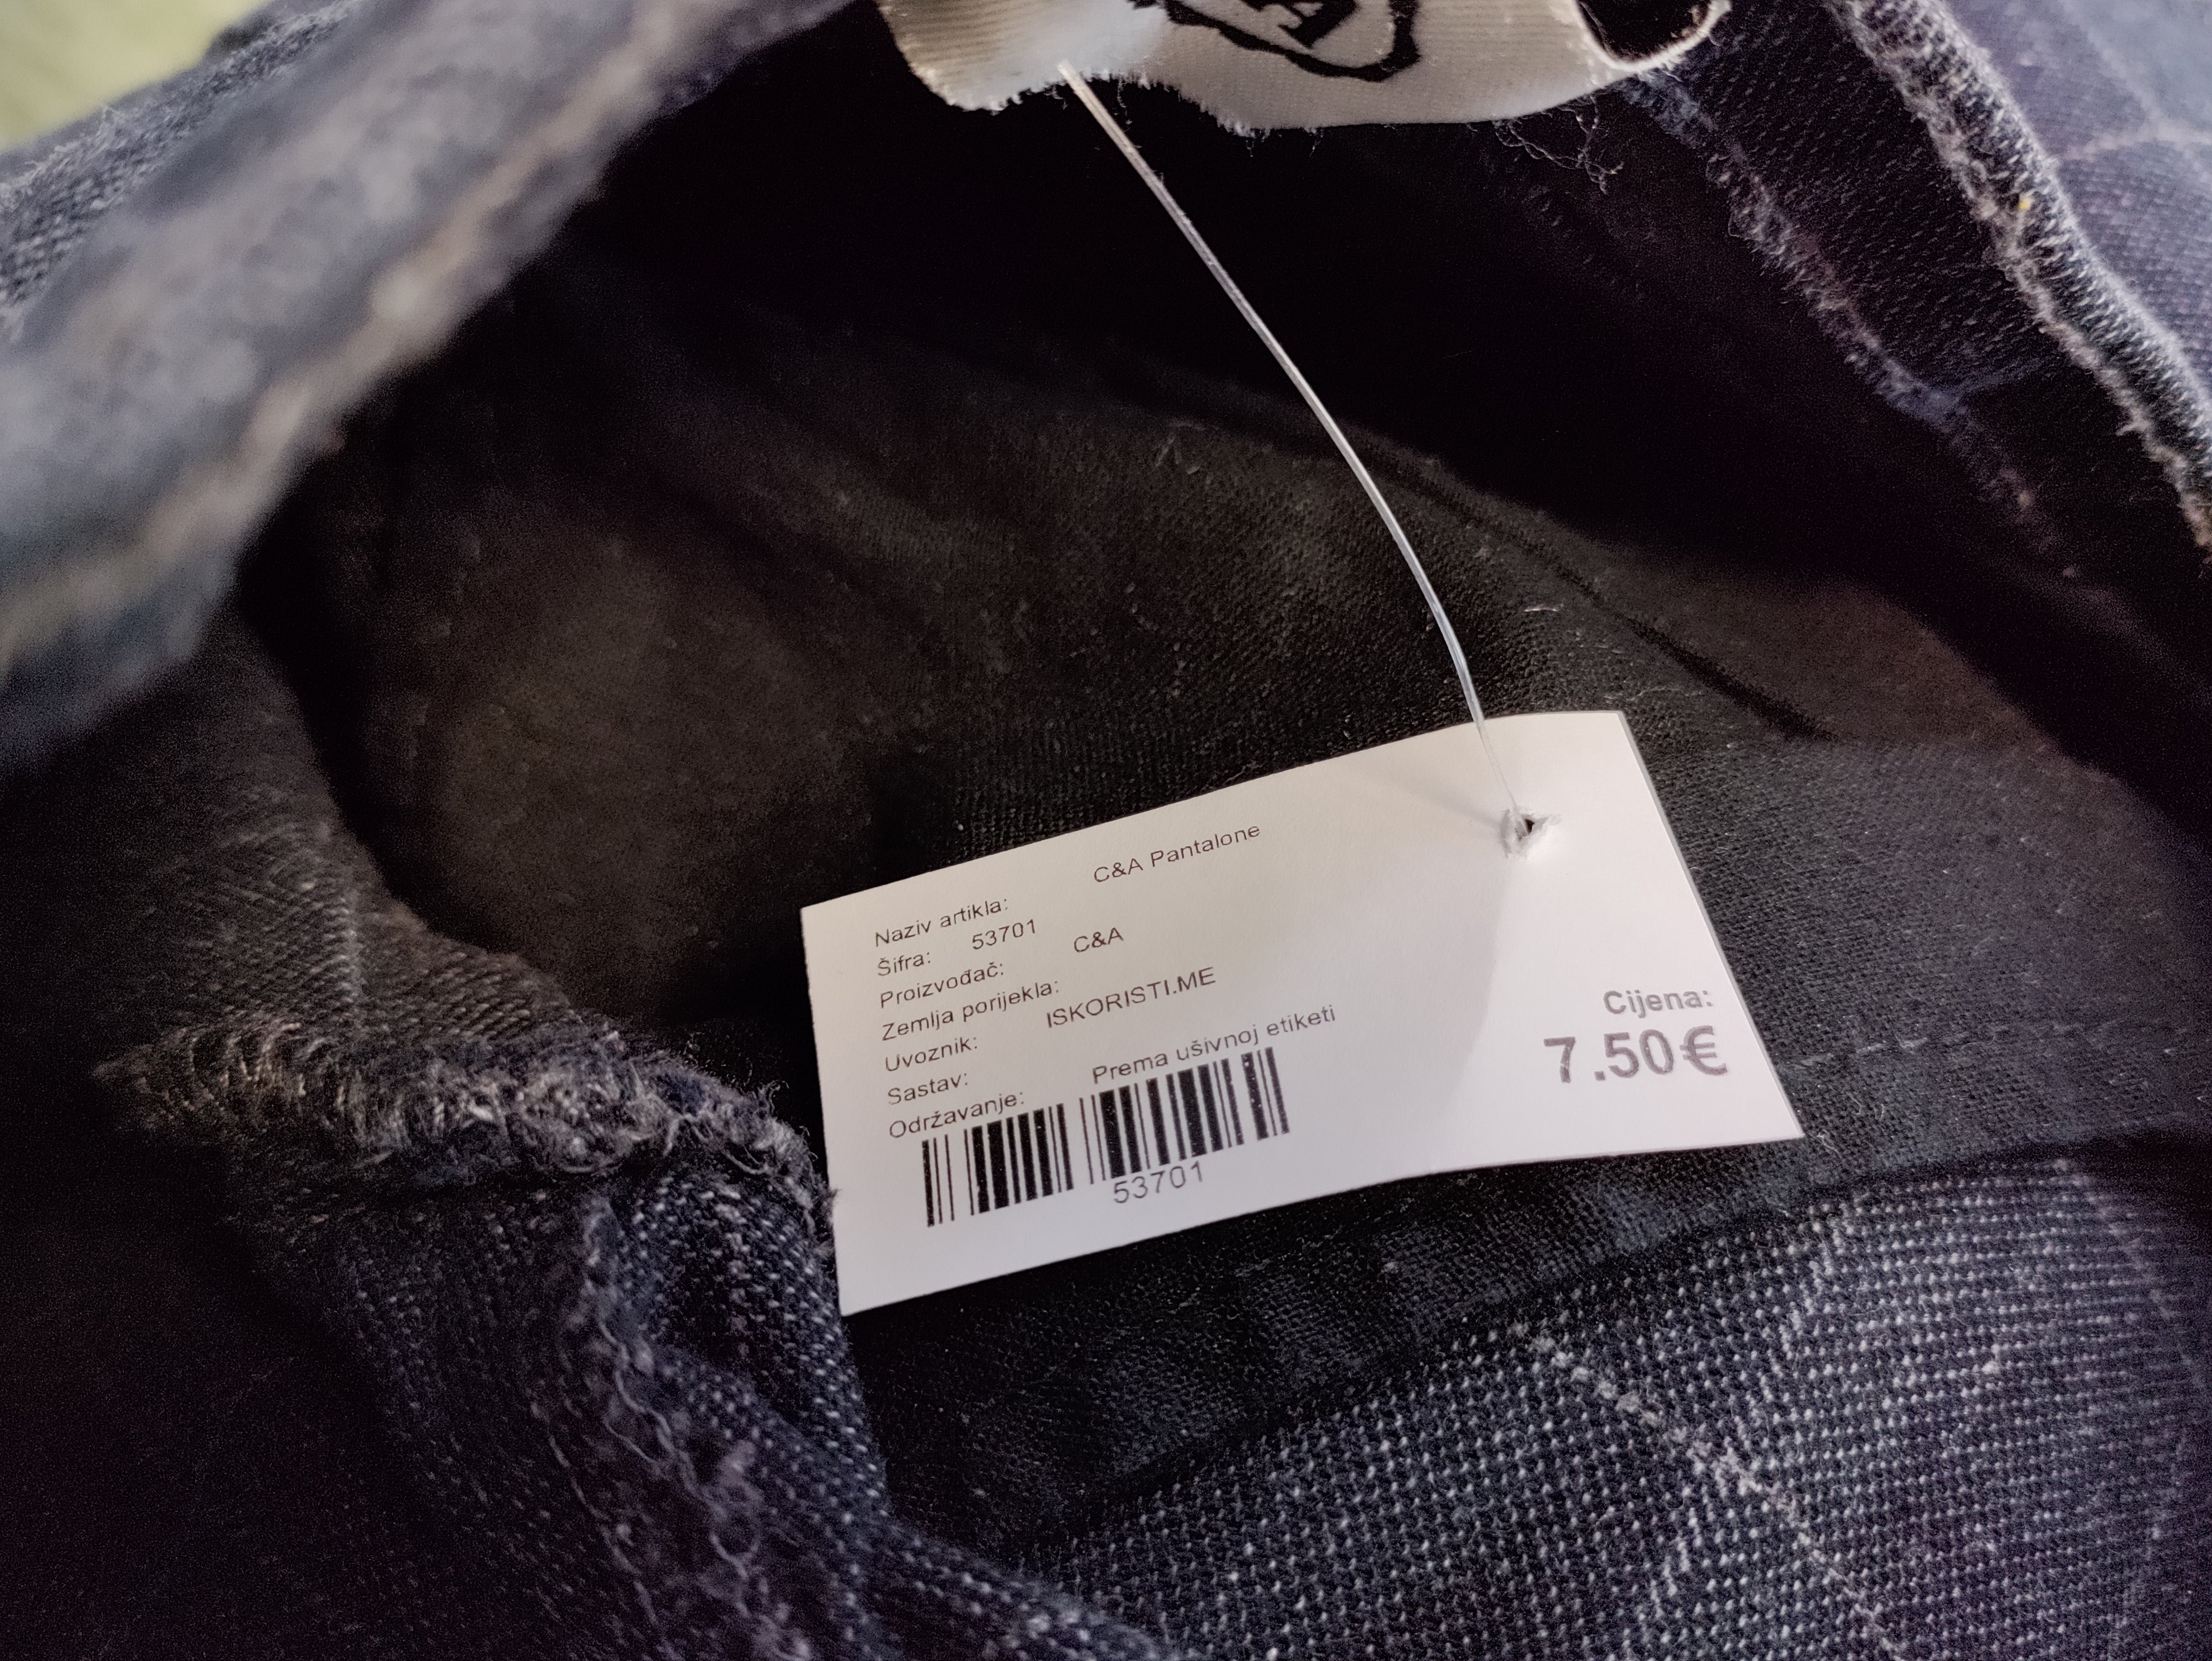 Naziv artikla: C&A Pantalone
Šifra: 53701
Proizvođač: C&A
Zemlja porijekla:
Uvoznik: ISKORISTI.ME
Sastav:
Održavanje: Prema ušivnoj etiketi
53701
Cijena:
7.50€